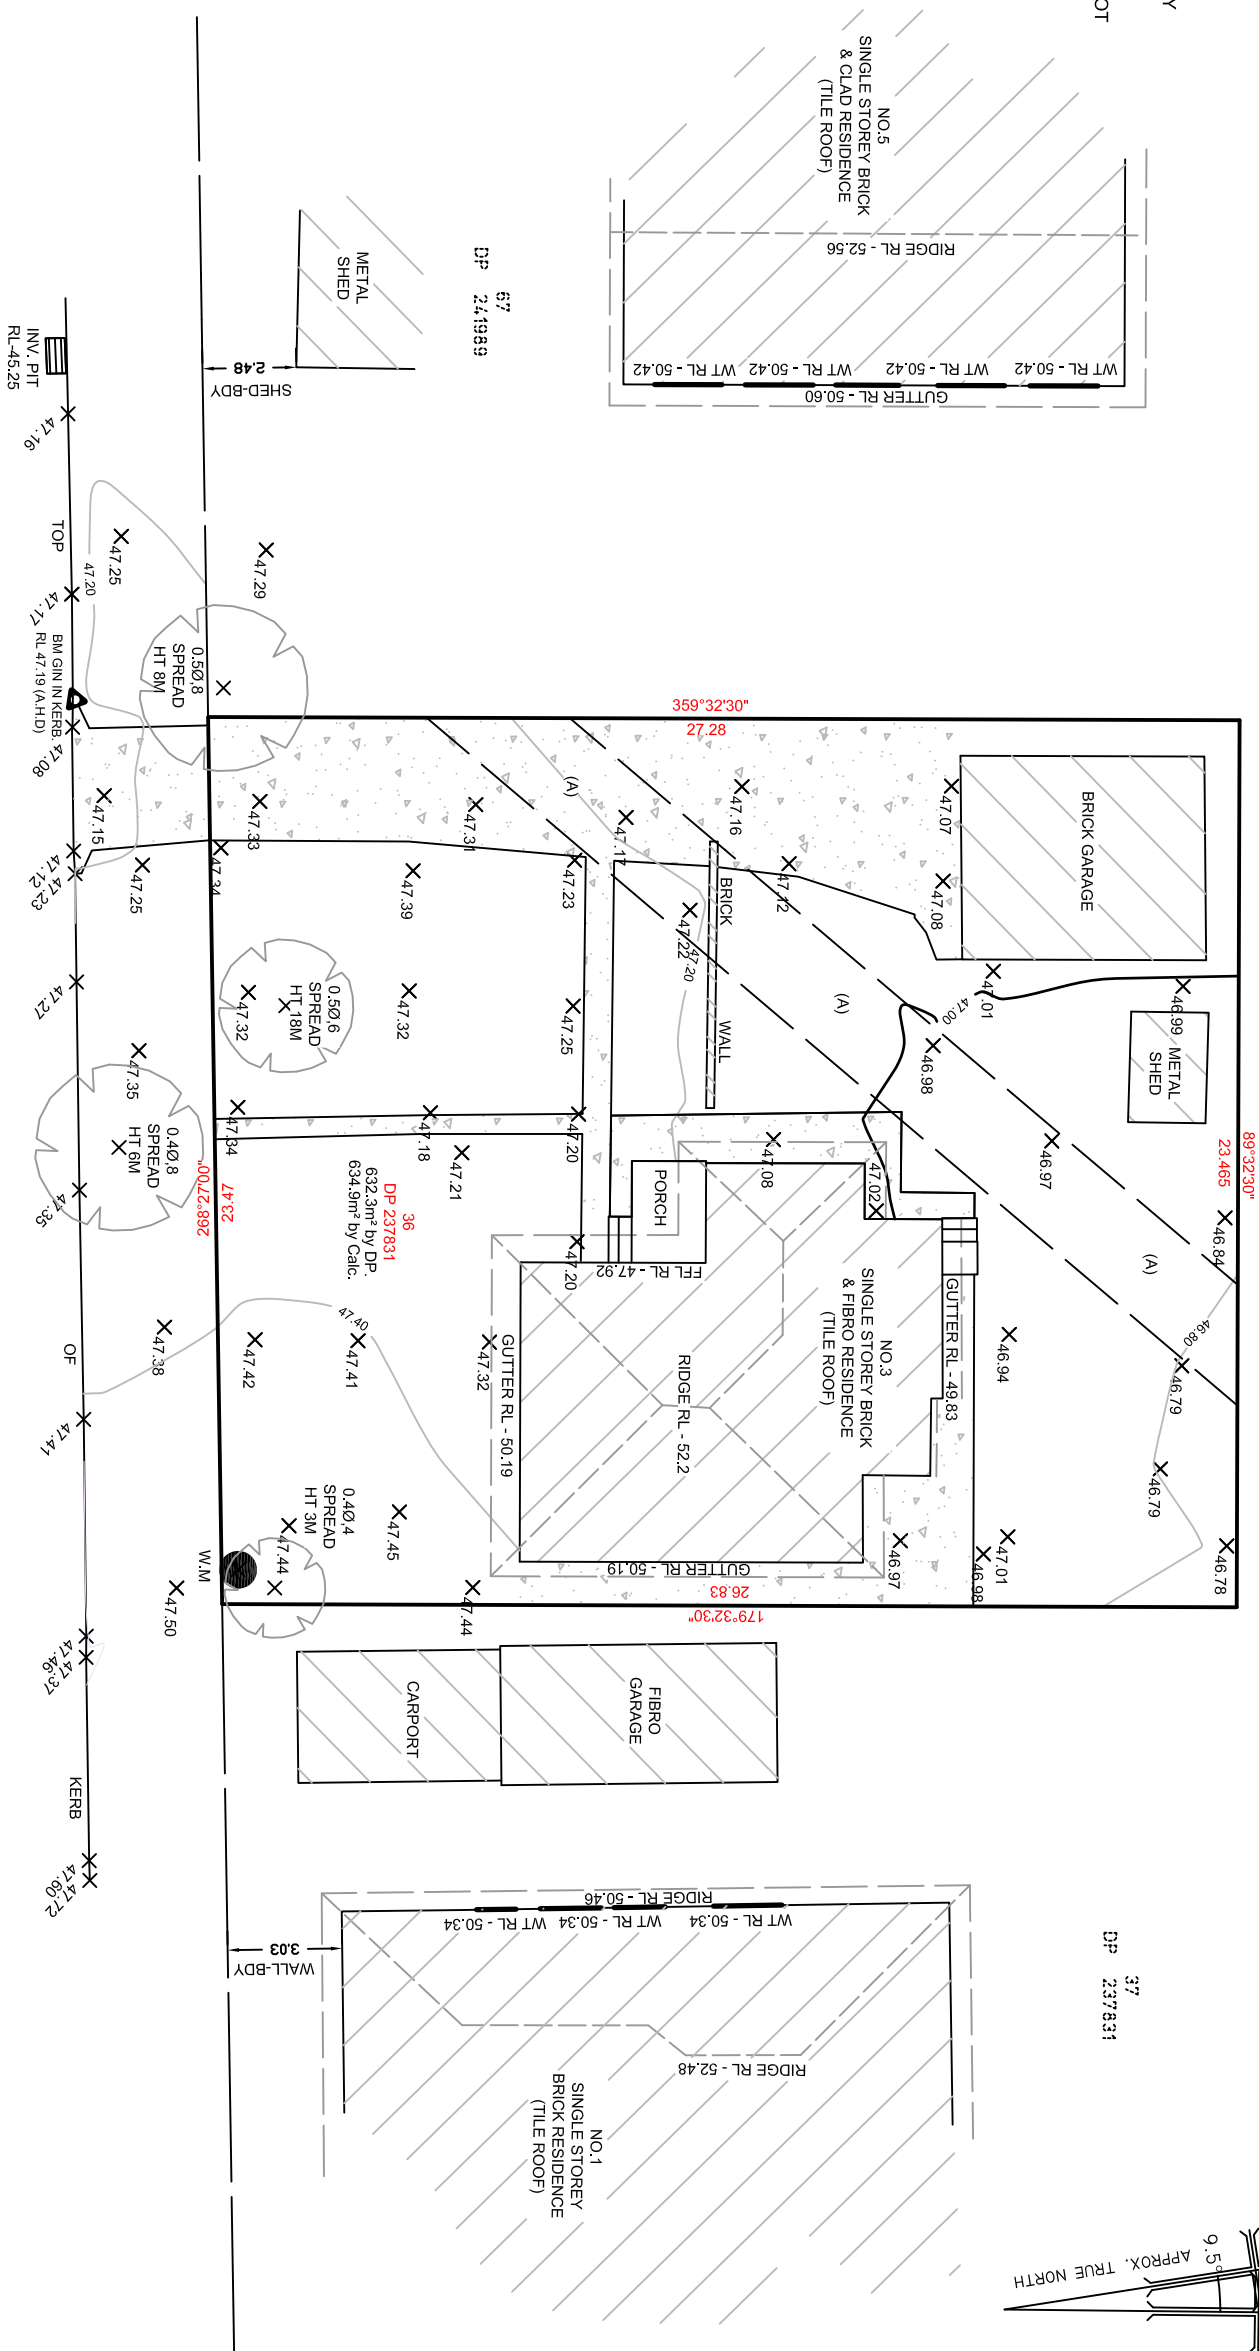 Y
OT
NO.5
SINGLE STOREY BRICK
& CLAD RESIDENCE
(TILE ROOF)
RIDGE RL - 52.56
WT RL - 50.42
WT RL - 50.42
WT RL - 50.42
WT RL - 50.42
GUTTER RL - 50.60
METAL
SHED
67
DP 241989
2.48
SHED-BDY
INV. PIT
RL-45.25
47.16
TOP
47.20
47.25
47.29
47.17
BM GIN IN KERB
RL 47.19 (A.H.D)
0.5Ø,8
SPREAD
HT 8M
47.08
359°32'30"
27.28
(A)
47.15
47.33
47.31
47.17
47.16
47.07
BRICK GARAGE
47.12
47.23
47.25
47.34
47.39
47.23
47.12
47.08
BRICK
WALL
47.22
47.20
(A)
47.01
47.00
46.99
METAL
SHED
47.27
47.32
0.5Ø,6
SPREAD
HT 18M
47.32
47.25
46.98
47.35
0.4Ø,8
SPREAD
HT 6M
47.35
47.34
47.18
47.20
47.21
47.08
47.02
46.97
89°32'30"
23.465
46.84
(A)
268°27'00"
23.47
36
DP 237831
632.3m² by DP.
634.9m² by Calc.
PORCH
FFL RL - 47.92
47.20
47.40
OF
47.38
47.42
47.41
47.32
GUTTER RL - 50.19
RIDGE RL - 52.2
NO.3
SINGLE STOREY BRICK
& FIBRO RESIDENCE
(TILE ROOF)
GUTTER RL - 49.83
46.94
46.80
46.79
46.79
47.41
0.4Ø,4
SPREAD
HT 3M
47.44
47.45
W.M
47.50
47.44
GUTTER RL - 50.19
26.83
179°32'30"
46.97
46.98
47.01
46.78
47.46
47.37
CARPORT
FIBRO
GARAGE
KERB
47.60
47.72
RIDGE RL - 50.46
WT RL - 50.34
WT RL - 50.34
WT RL - 50.34
3.03
WALL-BDY
RIDGE RL - 52.48
NO.1
SINGLE STOREY
BRICK RESIDENCE
(TILE ROOF)
37
DP 237831
9.5°
APPROX. TRUE NORTH